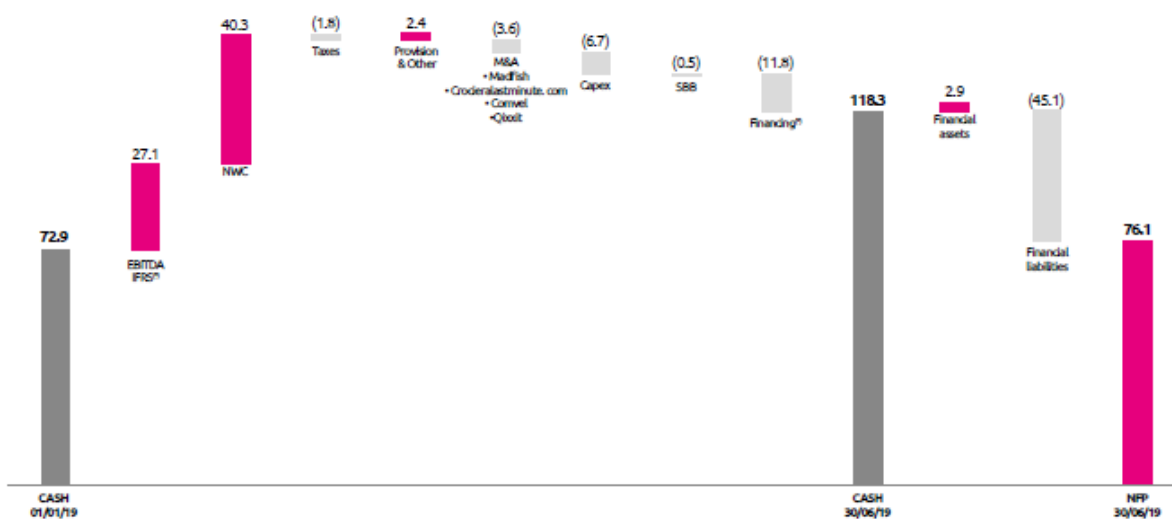 40.3
(1.8)
Taxes
2.4
Provision
& Other
(3.6)
M&A
• Madfish
• Crocieralastminute. com
• Comvel
•Qixxit
(6.7)
Capex
(0.5)
SBB
(11.8)
Financing(*)
118.3
2.9
Financial
assets
(45.1)
Financial
liabilities
27.1
EBITDA
IFRS(*)
NWC
72.9
76.1
CASH
01/01/19
CASH
30/06/19
NFP
30/06/19